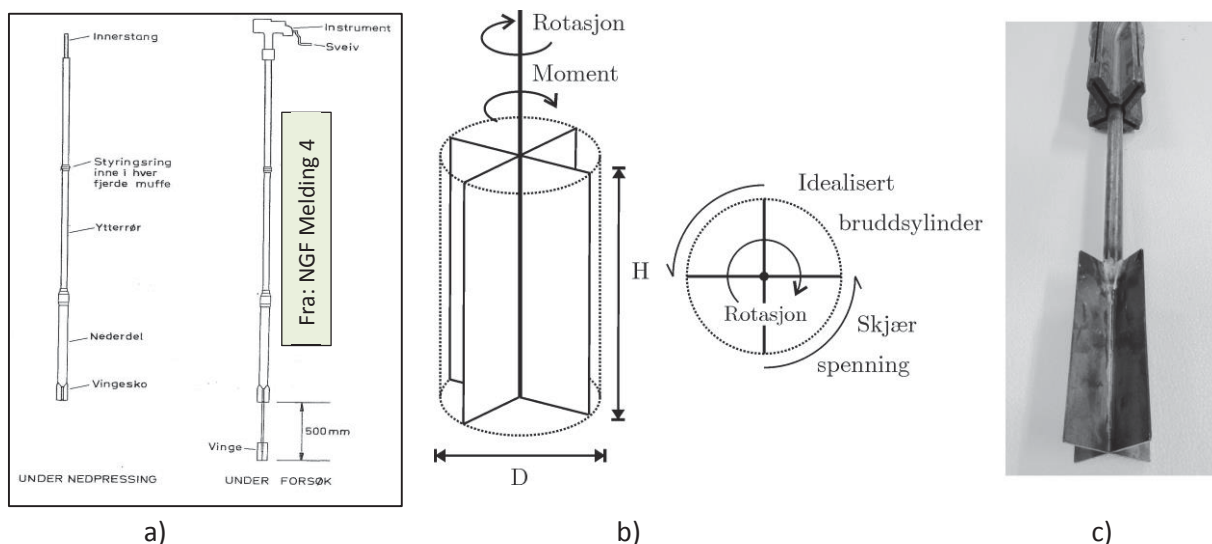 Innerstang
Styringsring
inne i hver
fjerde muffe
Ytterrør
Nederdel
Vingesko
UNDER NEDPRESSING
Instrument
Sveiv
Fra: NGF Melding 4
500mm
Vinge
UNDER FORSØK
a)
Rotasjon
Moment
H
D
Idealisert
bruddsylinder
Rotasjon
Skjær
spenning
b)
c)